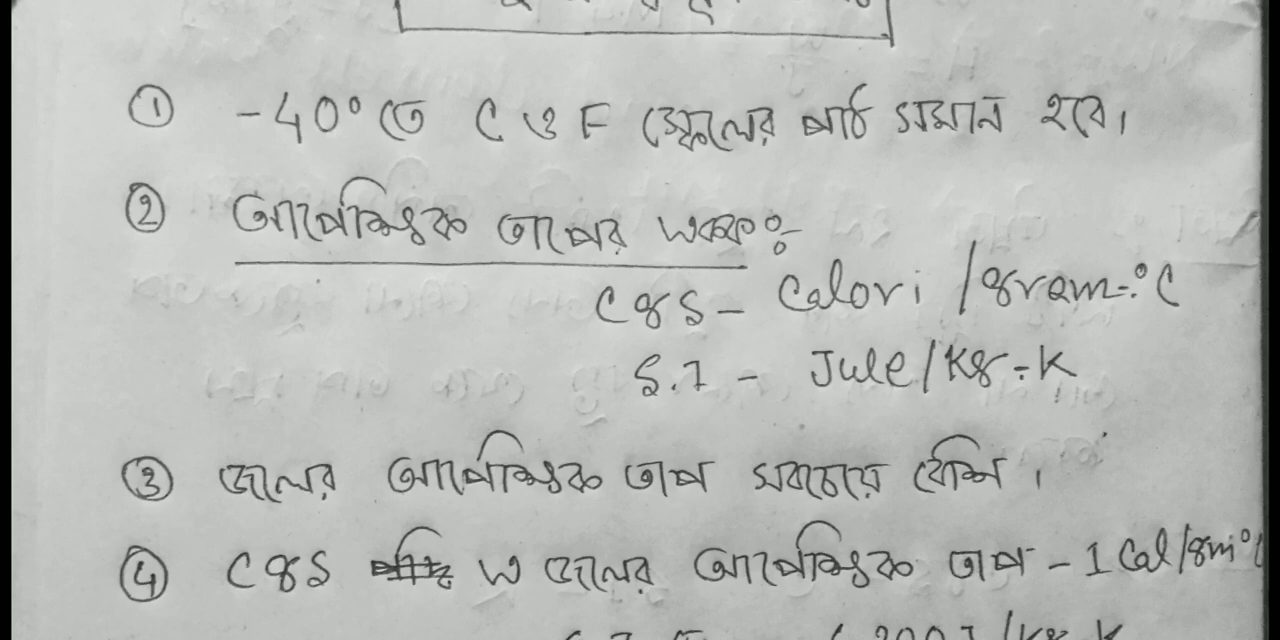 ① -40° তে C ও F স্কেলের পাঠ সমান হবে।
② আপেক্ষিক তাপের একক ঃ-
CgS - Calori /gram-°C
S.I - Jule/Kg-K
③ জলের আপেক্ষিক তাপ সবচেয়ে বেশি।
④ CgS এ জলের আপেক্ষিক তাপ - 1 Cal/gm°C